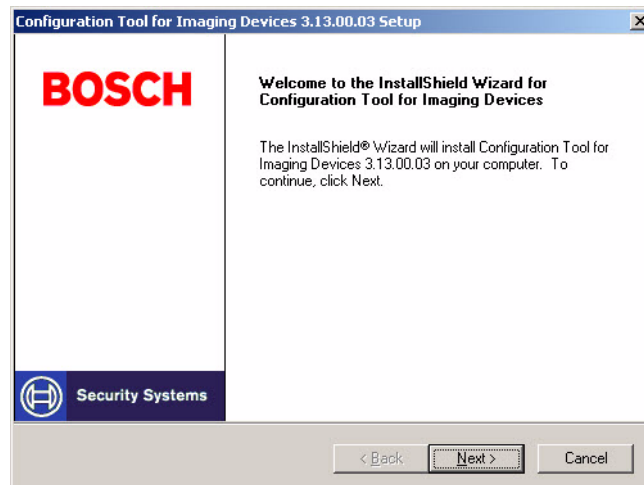 Configuration Tool for Imaging Devices 3.13.00.03 Setup
BOSCH
Welcome to the InstallShield Wizard for
Configuration Tool for Imaging Devices
The InstallShield® Wizard will install Configuration Tool for
Imaging Devices 3.13.00.03 on your computer. To
continue, click Next.
Security Systems
< Back
Next >
Cancel